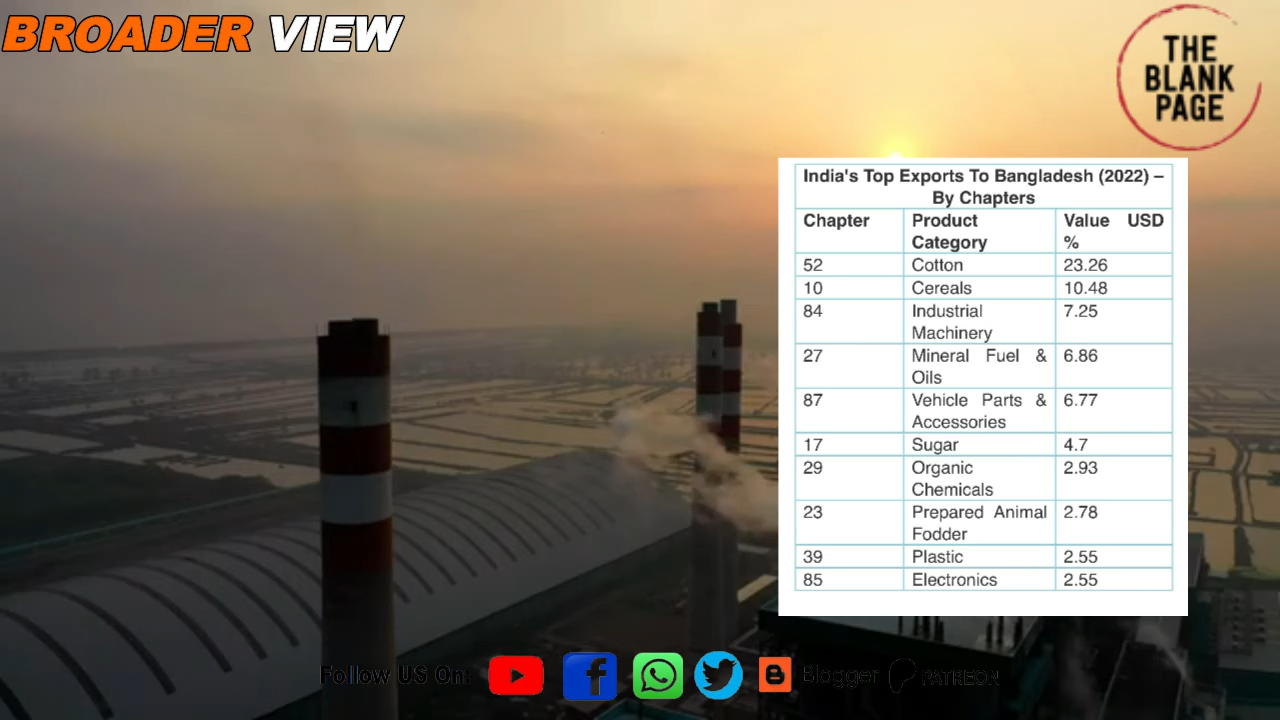 BROADER VIEW
THE
BLANK
PAGE
India's Top Exports To Bangladesh (2022) –
By Chapters
Chapter Product Category Value USD %
52 Cotton 23.26
10 Cereals 10.48
84 Industrial Machinery 7.25
27 Mineral Fuel & Oils 6.86
87 Vehicle Parts & Accessories 6.77
17 Sugar 4.7
29 Organic Chemicals 2.93
23 Prepared Animal Fodder 2.78
39 Plastic 2.55
85 Electronics 2.55
Follow US On: Blogger PATREON